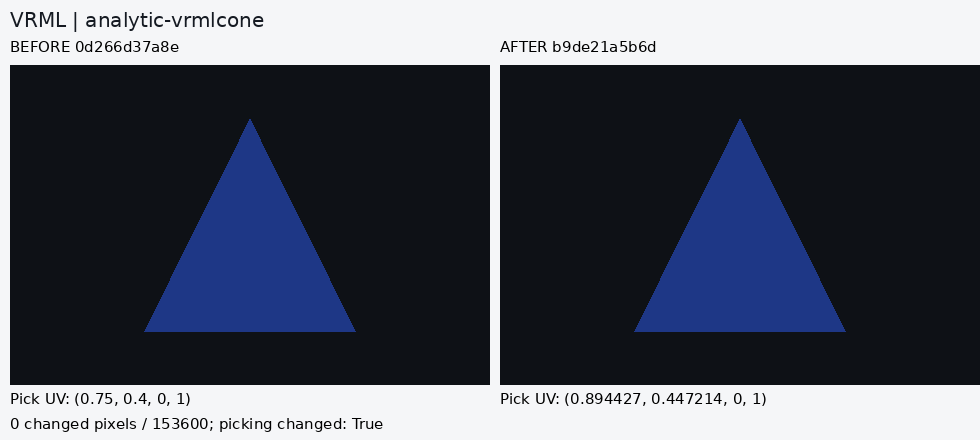 VRML | analytic-vrmlcone
BEFORE 0d266d37a8e
AFTER b9de21a5b6d
Pick UV: (0.75, 0.4, 0, 1)
Pick UV: (0.894427, 0.447214, 0, 1)
0 changed pixels / 153600; picking changed: True